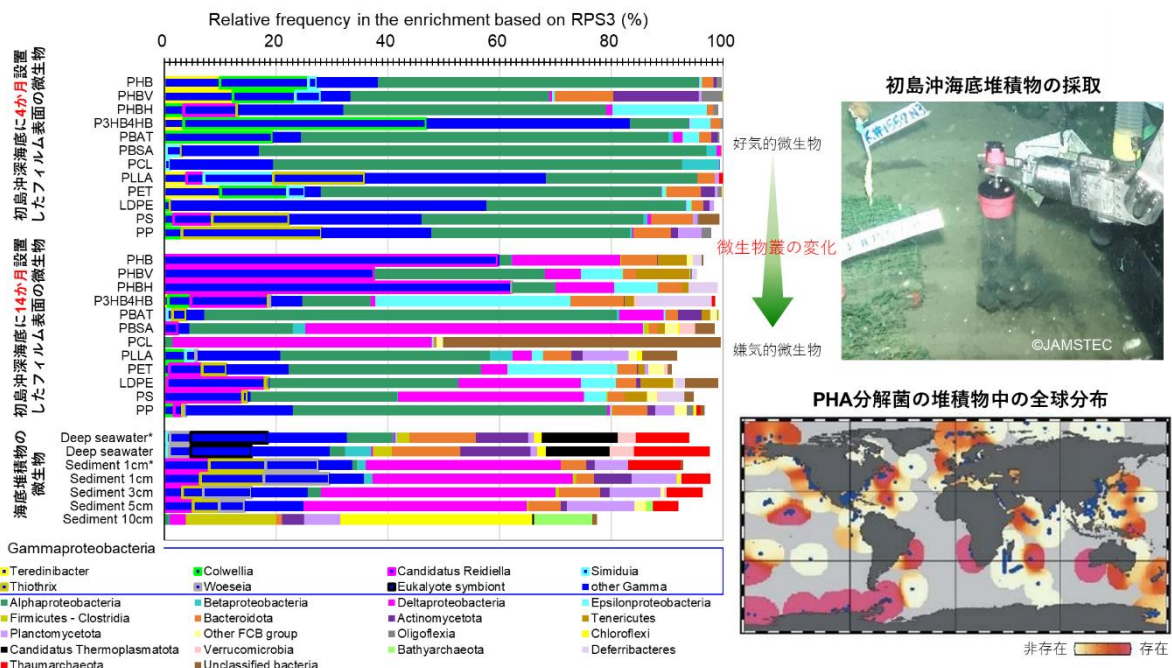 Relative frequency in the enrichment based on RPS3 (%)
0 20 40 60 80 100
初島沖深海底に4か月設置
したフィルム表面の微生物
PHB
PHBV
PHBH
P3HB4HB
PBAT
PBSA
PCL
PLLA
PET
LDPE
PS
PP
初島沖深海底に14か月設置
したフィルム表面の微生物
PHB
PHBV
PHBH
P3HB4HB
PBAT
PBSA
PCL
PLLA
PET
LDPE
PS
PP
海底堆積物の
微生物
Deep seawater*
Deep seawater
Sediment 1cm*
Sediment 1cm
Sediment 3cm
Sediment 5cm
Sediment 10cm
Gammaproteobacteria
Teredinibacter
Colwellia
Candidatus Reidiella
Simiduia
Thiothrix
Woeseia
Eukalyote symbiont
other Gamma
Alphaproteobacteria
Betaproteobacteria
Deltaproteobacteria
Epsilonproteobacteria
Firmicutes - Clostridia
Bacteroidota
Actinomycetota
Tenericutes
Planctomycetota
Other FCB group
Oligoflexia
Chloroflexi
Candidatus Thermoplasmatota
Verrucomicrobia
Bathyarchaeota
Deferribacteres
Thaumarchaeota
Unclassified bacteria
好気的微生物
微生物叢の変化
嫌気的微生物
初島沖海底堆積物の採取
©JAMSTEC
PHA分解菌の堆積物中の全球分布
非存在
存在